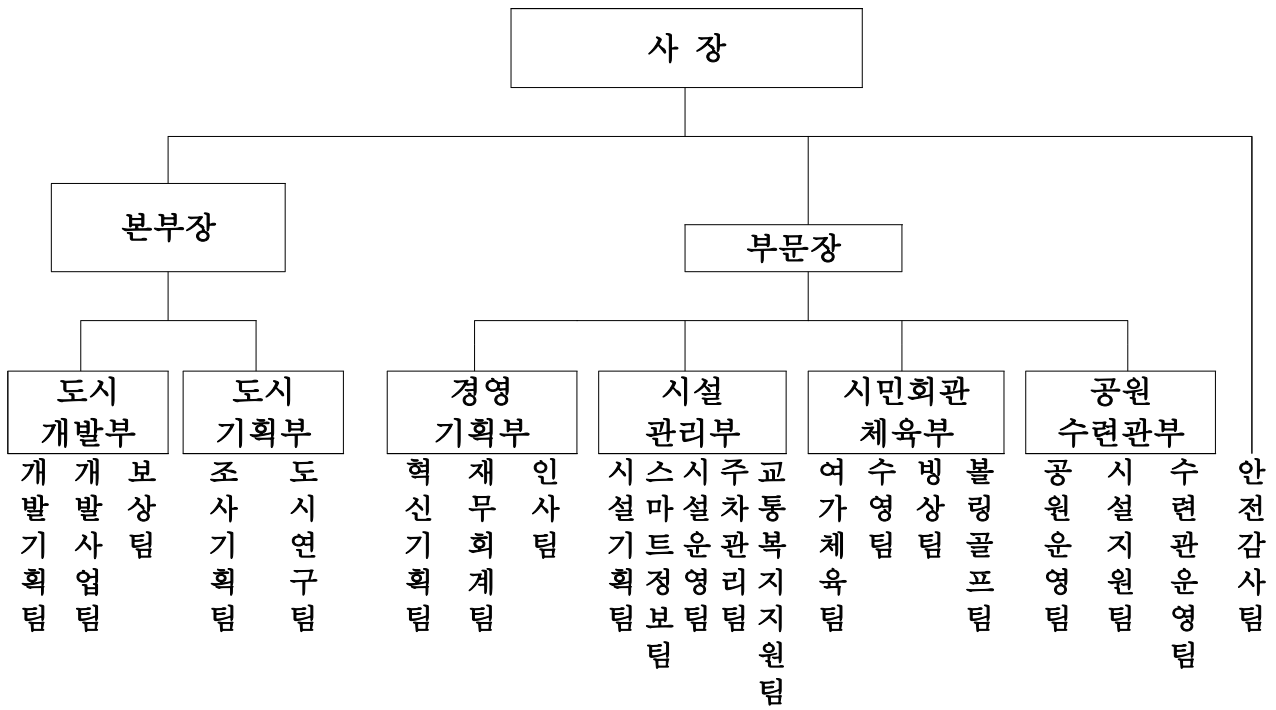 사 장
본부장
부문장
도시
개발부
도시
기획부
경영
기획부
시설
관리부
시민회관
체육부
공원
수련관부
개발기획팀
개발사업팀
보상팀
조사기획팀
도시연구팀
혁신기획팀
재무회계팀
인사팀
시설기획팀
스마트정보팀
시설운영팀
주차관리팀
교통복지지원팀
여가체육팀
수영팀
빙상팀
볼링골프팀
공원운영팀
시설지원팀
수련관운영팀
안전감사팀